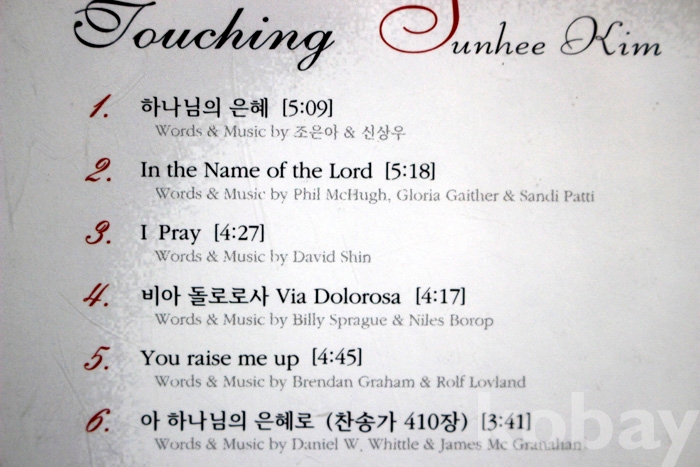 Touching Sunhee Kim
1. 하나님의 은혜 [5:09]
Words & Music by 조은아 & 신상우
2. In the Name of the Lord [5:18]
Words & Music by Phil McHugh, Gloria Gaither & Sandi Patti
3. I Pray [4:27]
Words & Music by David Shin
4. 비아 돌로로사 Via Dolorosa [4:17]
Words & Music by Billy Sprague & Niles Borop
5. You raise me up [4:45]
Words & Music by Brendan Graham & Rolf Lovland
6. 아 하나님의 은혜로 (찬송가 410장) [3:41]
Words & Music by Daniel W. Whittle & James Mc Granahan